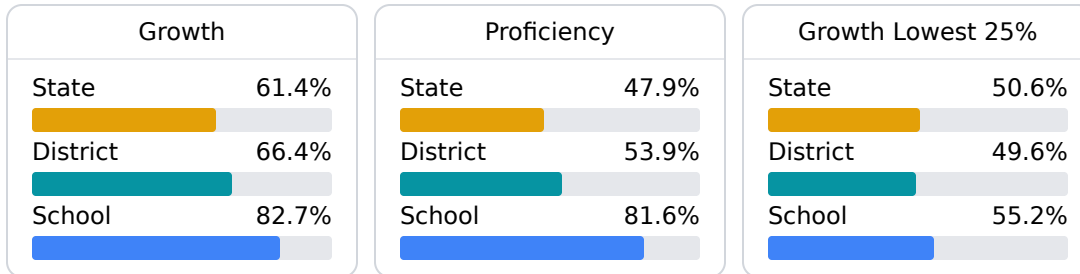 Growth
State 61.4%
District 66.4%
School 82.7%
Proficiency
State 47.9%
District 53.9%
School 81.6%
Growth Lowest 25%
State 50.6%
District 49.6%
School 55.2%